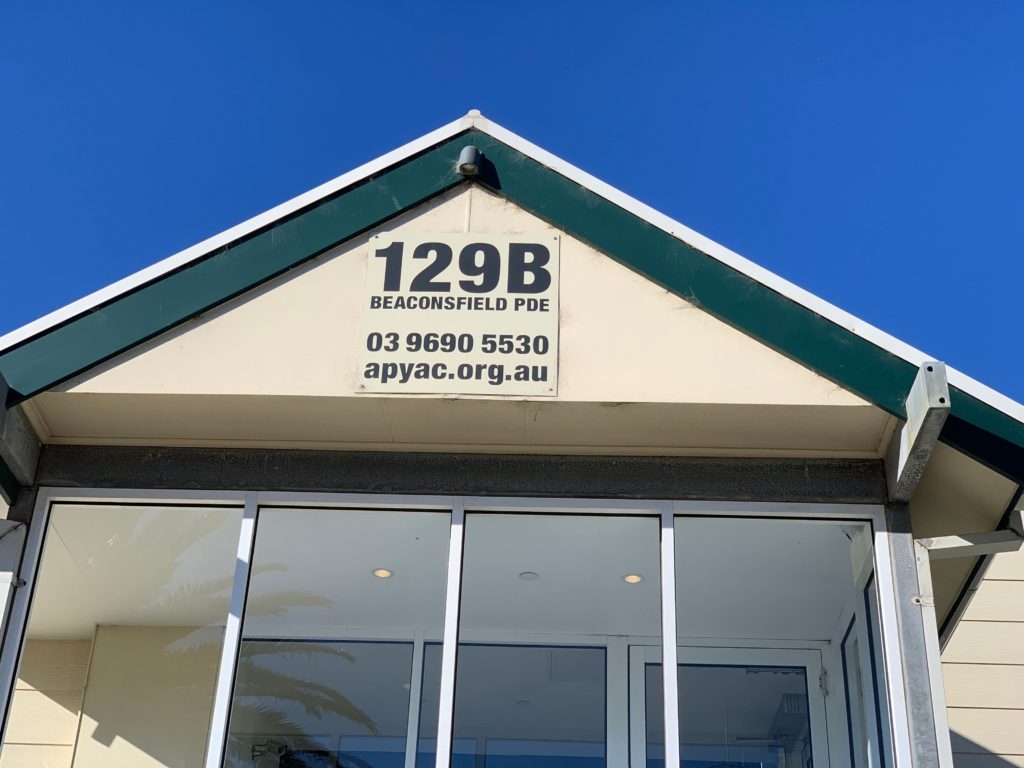 129B
BEACONSFIELD PDE
03 9690 5530
apyac.org.au